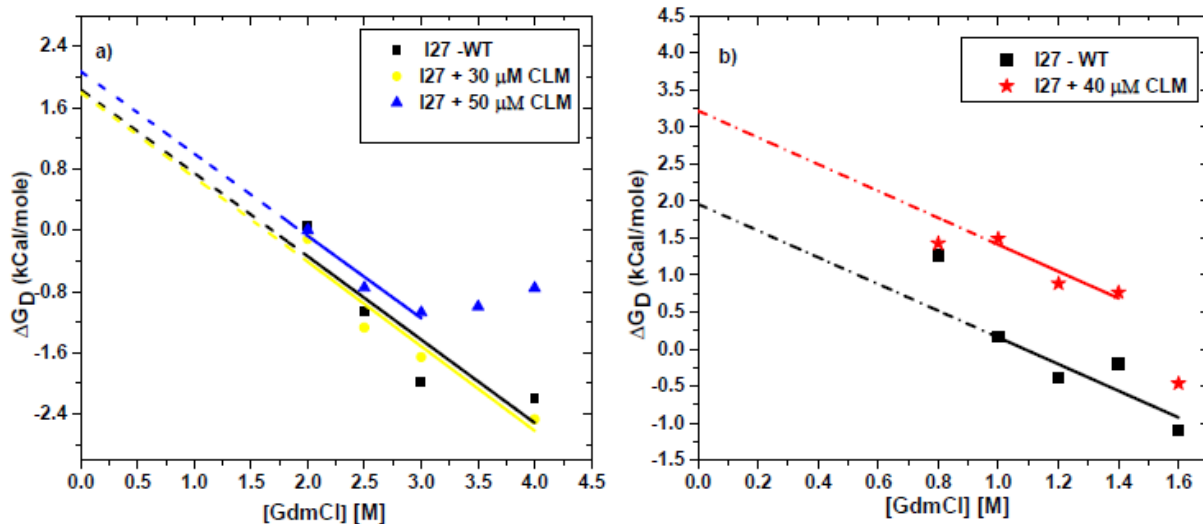 a)
I27 -WT
I27 + 30 μM CLM
I27 + 50 μM CLM
2.4
1.6
0.8
0.0
-0.8
-1.6
-2.4
ΔG_D (kCal/mole)
0.0 0.5 1.0 1.5 2.0 2.5 3.0 3.5 4.0 4.5
[GdmCl] [M]
b)
I27 - WT
I27 + 40 μM CLM
4.5
4.0
3.5
3.0
2.5
2.0
1.5
1.0
0.5
0.0
-0.5
-1.0
-1.5
ΔG_D (kCal/mole)
0.0 0.2 0.4 0.6 0.8 1.0 1.2 1.4 1.6
[GdmCl] [M]